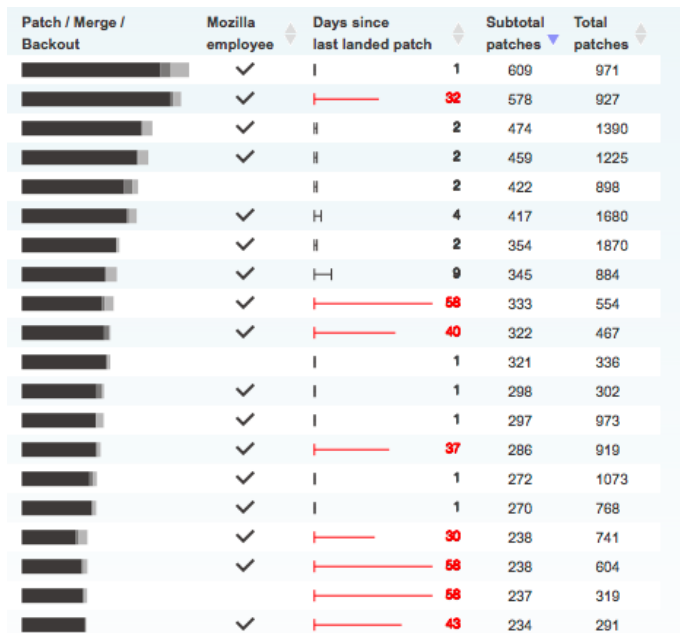 Patch / Merge / Backout Mozilla employee Days since last landed patch Subtotal patches Total patches
1 609 971
32 578 927
2 474 1390
2 459 1225
2 422 898
4 417 1680
2 354 1870
9 345 884
58 333 554
40 322 467
1 321 336
1 298 302
1 297 973
37 286 919
1 272 1073
1 270 768
30 238 741
58 238 604
58 237 319
43 234 291